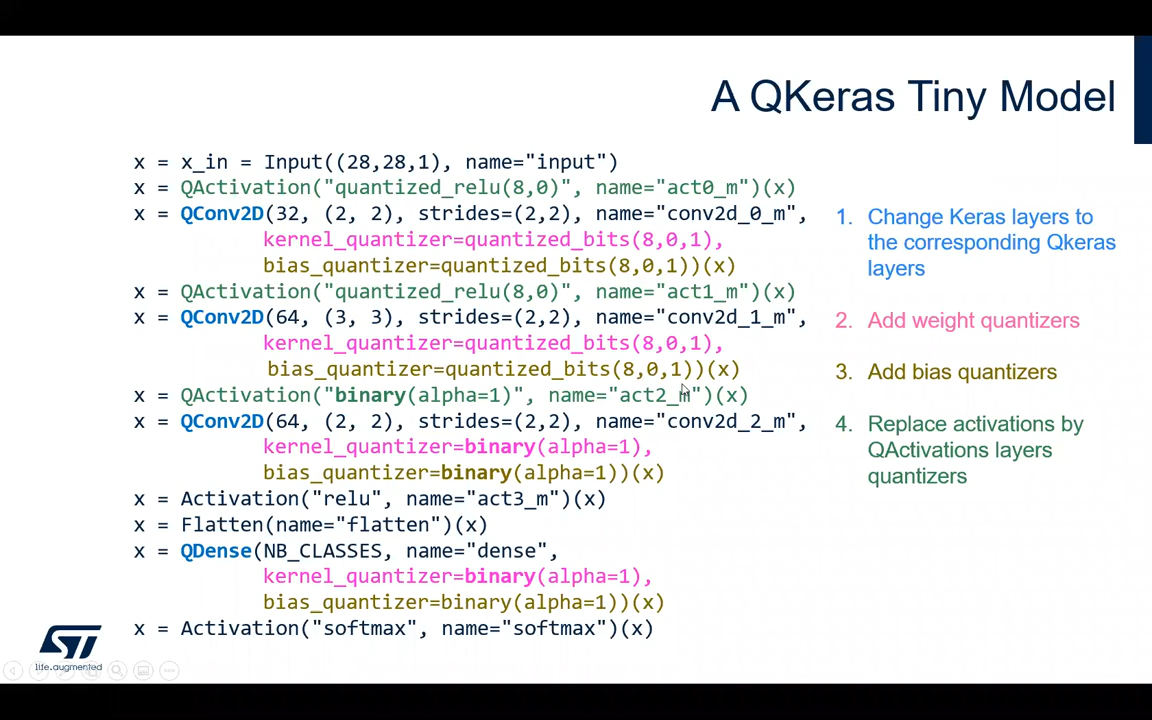 A QKeras Tiny Model
x = x_in = Input((28,28,1), name="input")
x = QActivation("quantized_relu(8,0)", name="act0_m")(x)
x = QConv2D(32, (2, 2), strides=(2,2), name="conv2d_0_m",
kernel_quantizer=quantized_bits(8,0,1),
bias_quantizer=quantized_bits(8,0,1))(x)
x = QActivation("quantized_relu(8,0)", name="act1_m")(x)
x = QConv2D(64, (3, 3), strides=(2,2), name="conv2d_1_m",
kernel_quantizer=quantized_bits(8,0,1),
bias_quantizer=quantized_bits(8,0,1))(x)
x = QActivation("binary(alpha=1)", name="act2_m")(x)
x = QConv2D(64, (2, 2), strides=(2,2), name="conv2d_2_m",
kernel_quantizer=binary(alpha=1),
bias_quantizer=binary(alpha=1))(x)
x = Activation("relu", name="act3_m")(x)
x = Flatten(name="flatten")(x)
x = QDense(NB_CLASSES, name="dense",
kernel_quantizer=binary(alpha=1),
bias_quantizer=binary(alpha=1))(x)
x = Activation("softmax", name="softmax")(x)
1. Change Keras layers to
the corresponding Qkeras
layers
2. Add weight quantizers
3. Add bias quantizers
4. Replace activations by
QActivations layers
quantizers
ST
life.augmented